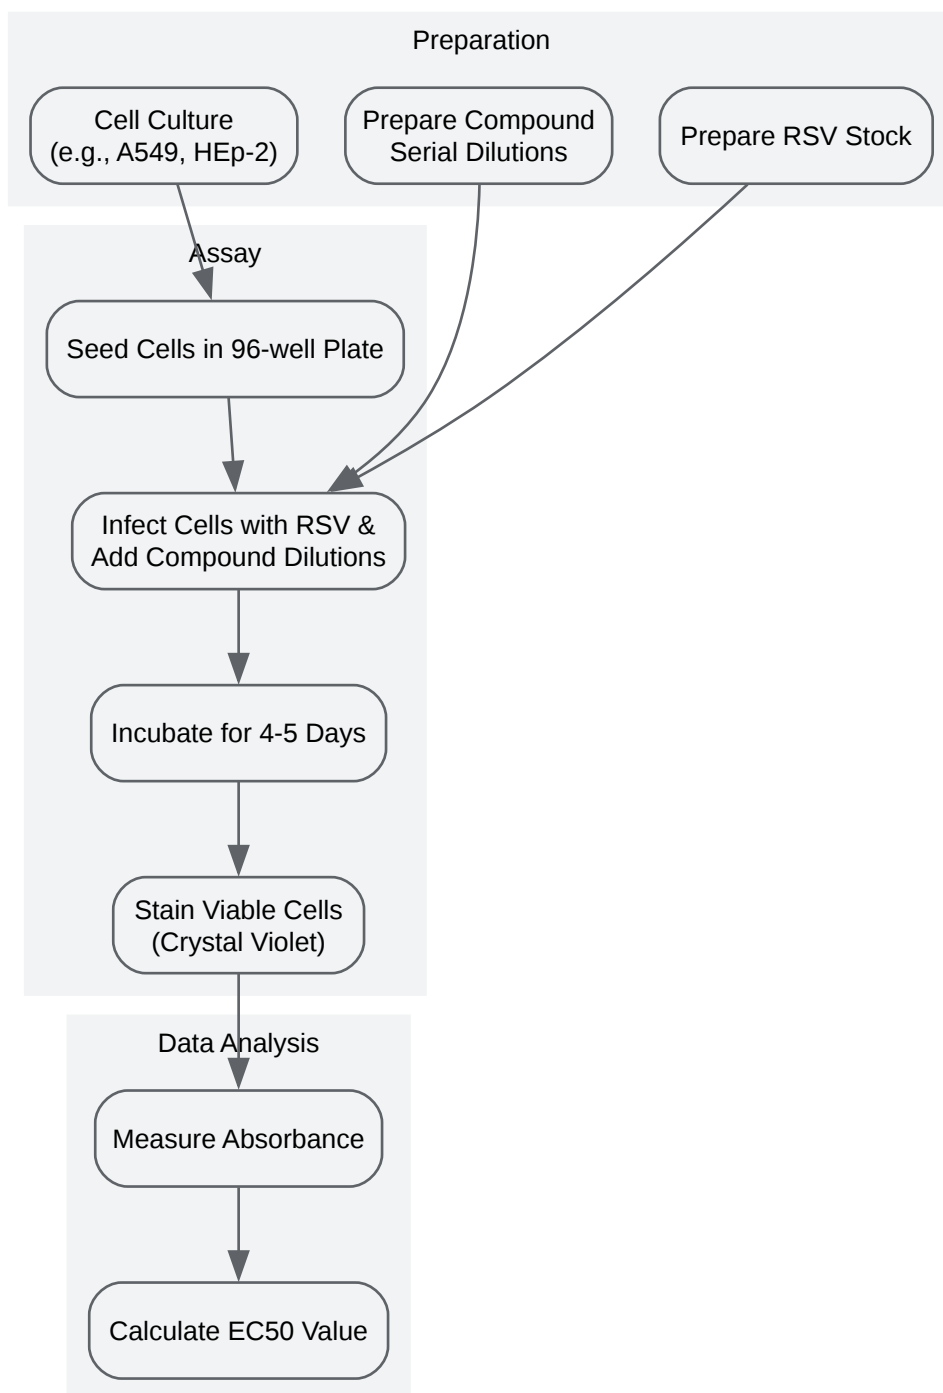 Preparation
Cell Culture
(e.g., A549, HEp-2)
Prepare Compound
Serial Dilutions
Prepare RSV Stock
Assay
Seed Cells in 96-well Plate
Infect Cells with RSV &
Add Compound Dilutions
Incubate for 4-5 Days
Stain Viable Cells
(Crystal Violet)
Data Analysis
Measure Absorbance
Calculate EC50 Value